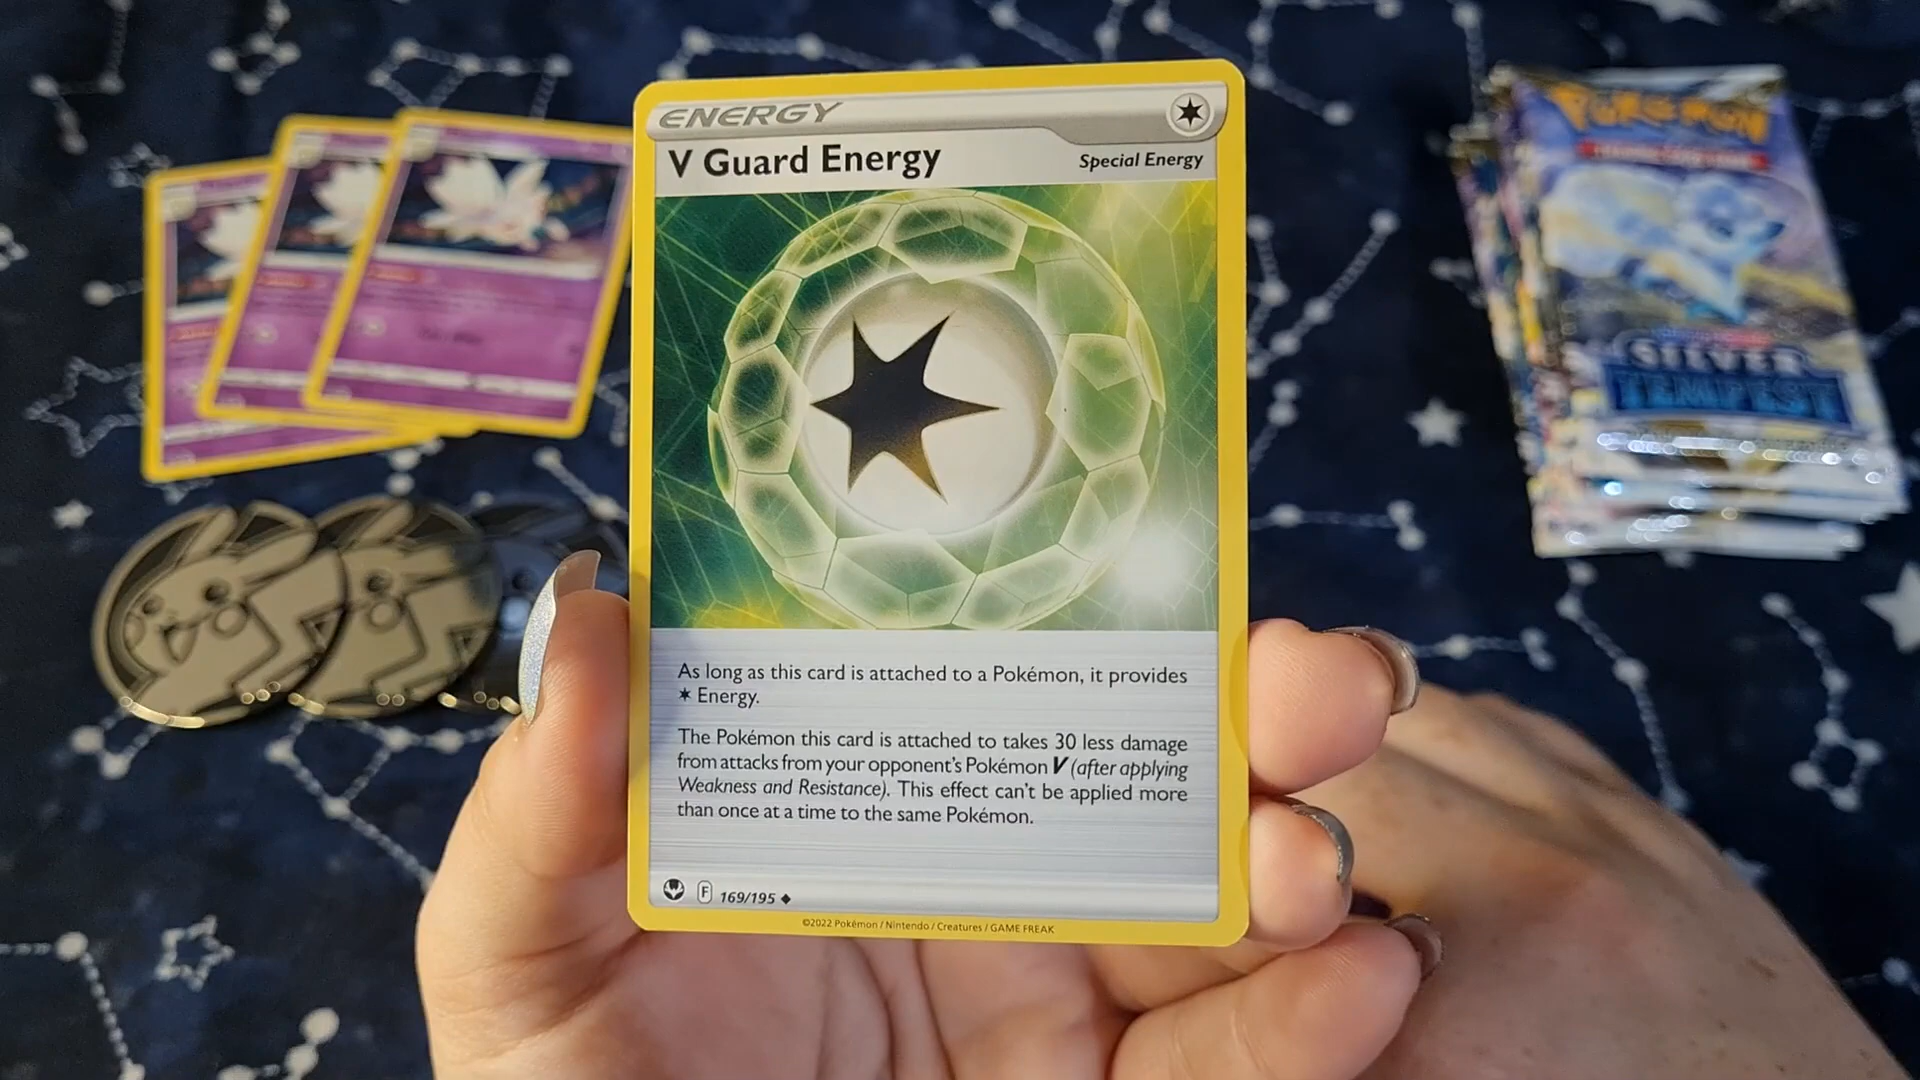 ENERGY
V Guard Energy
Special Energy
As long as this card is attached to a Pokémon, it provides
Energy.
The Pokémon this card is attached to takes 30 less damage
from attacks from your opponent's Pokémon V (after applying
Weakness and Resistance). This effect can't be applied more
than once at a time to the same Pokémon.
F 169/195
©2022 Pokémon / Nintendo / Creatures / GAME FREAK
POKÉMON
TRADING CARD GAME
SILVER
TEMPEST